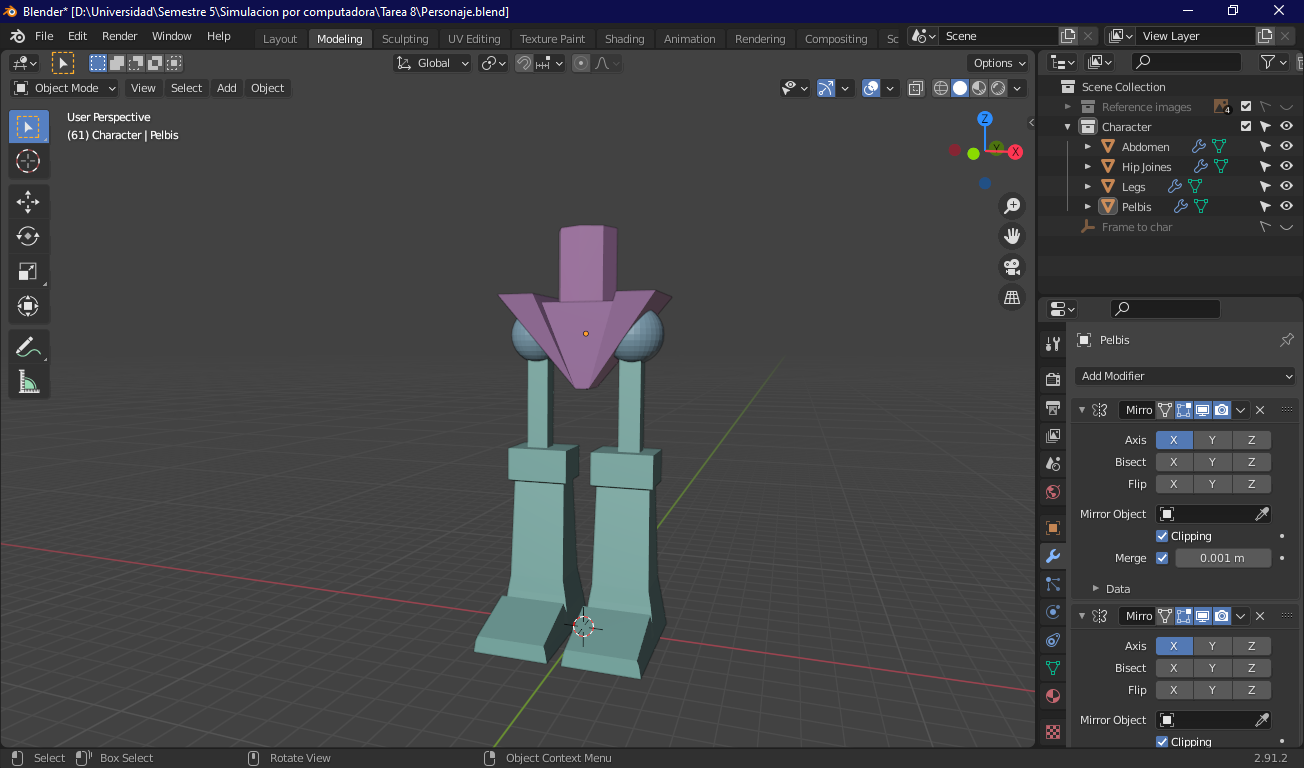 Blender* [D:\Universidad\Semestre 5\Simulacion por computadora\Tarea 8\Personaje.blend]
File Edit Render Window Help Layout Modeling Sculpting UV Editing Texture Paint Shading Animation Rendering Compositing Sc Scene View Layer
Global Options
Object Mode View Select Add Object
User Perspective
(61) Character | Pelbis
Z
Y
X
Scene Collection
Reference images 4
Character
Abdomen
Hip Joines
Legs
Pelbis
Frame to char
Pelbis
Add Modifier
Mirro
Axis X Y Z
Bisect X Y Z
Flip X Y Z
Mirror Object
Clipping
Merge 0.001 m
Data
Mirro
Axis X Y Z
Bisect X Y Z
Flip X Y Z
Mirror Object
Clipping
Select Box Select Rotate View Object Context Menu 2.91.2